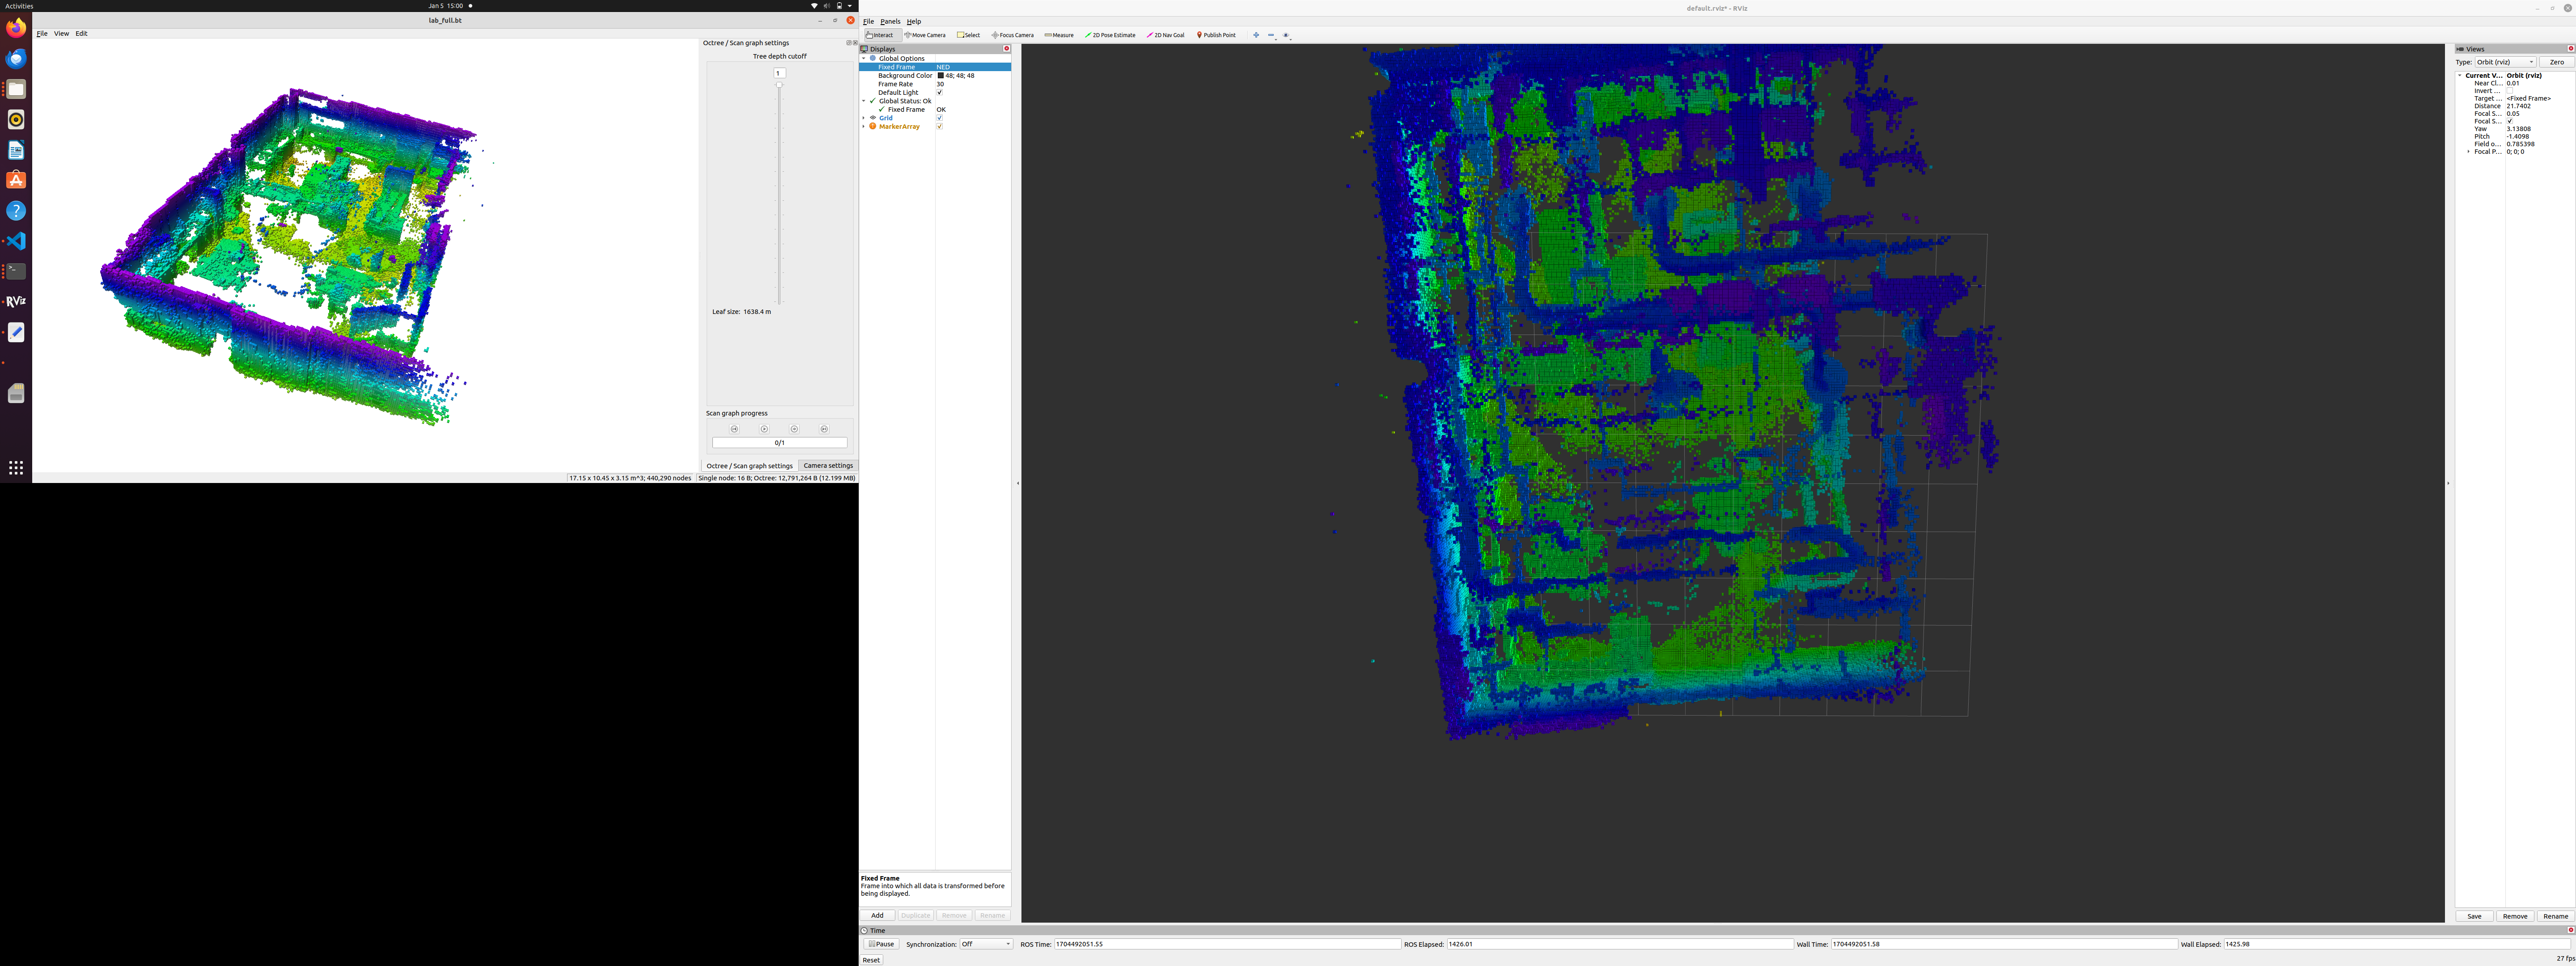 Activities
Jan 5 15:00
lab_full.bt
File View Edit
Octree / Scan graph settings
Tree depth cutoff
1
Leaf size: 1638.4 m
Scan graph progress
0/1
Octree / Scan graph settings Camera settings
17.15 x 10.45 x 3.15 m^3; 440,290 nodes Single node: 16 B; Octree: 12,791,264 B (12.199 MB)
RViz
default.rviz* - RViz
File Panels Help
Interact Move Camera Select Focus Camera Measure 2D Pose Estimate 2D Nav Goal Publish Point
Displays
Global Options
Fixed Frame NED
Background Color 48; 48; 48
Frame Rate 30
Default Light
Global Status: Ok
Fixed Frame OK
Grid
MarkerArray
Fixed Frame
Frame into which all data is transformed before
being displayed.
Add Duplicate Remove Rename
Views
Type: Orbit (rviz) Zero
Current V... Orbit (rviz)
Near Cl... 0.01
Invert ...
Target ... <Fixed Frame>
Distance 21.7402
Focal S... 0.05
Focal S...
Yaw 3.13808
Pitch -1.4098
Field o... 0.785398
Focal P... 0; 0; 0
Save Remove Rename
Time
Pause Synchronization: Off ROS Time: 1704492051.55 ROS Elapsed: 1426.01 Wall Time: 1704492051.58 Wall Elapsed: 1425.98
Reset
27 fps